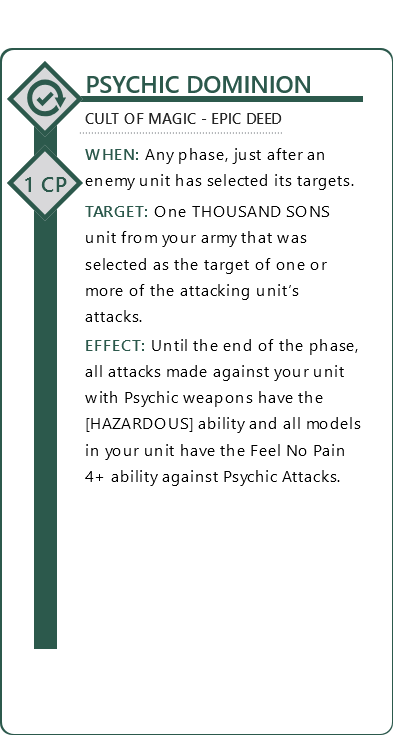 PSYCHIC DOMINION
CULT OF MAGIC - EPIC DEED
1 CP
WHEN: Any phase, just after an
enemy unit has selected its targets.
TARGET: One THOUSAND SONS
unit from your army that was
selected as the target of one or
more of the attacking unit’s
attacks.
EFFECT: Until the end of the phase,
all attacks made against your unit
with Psychic weapons have the
[HAZARDOUS] ability and all models
in your unit have the Feel No Pain
4+ ability against Psychic Attacks.